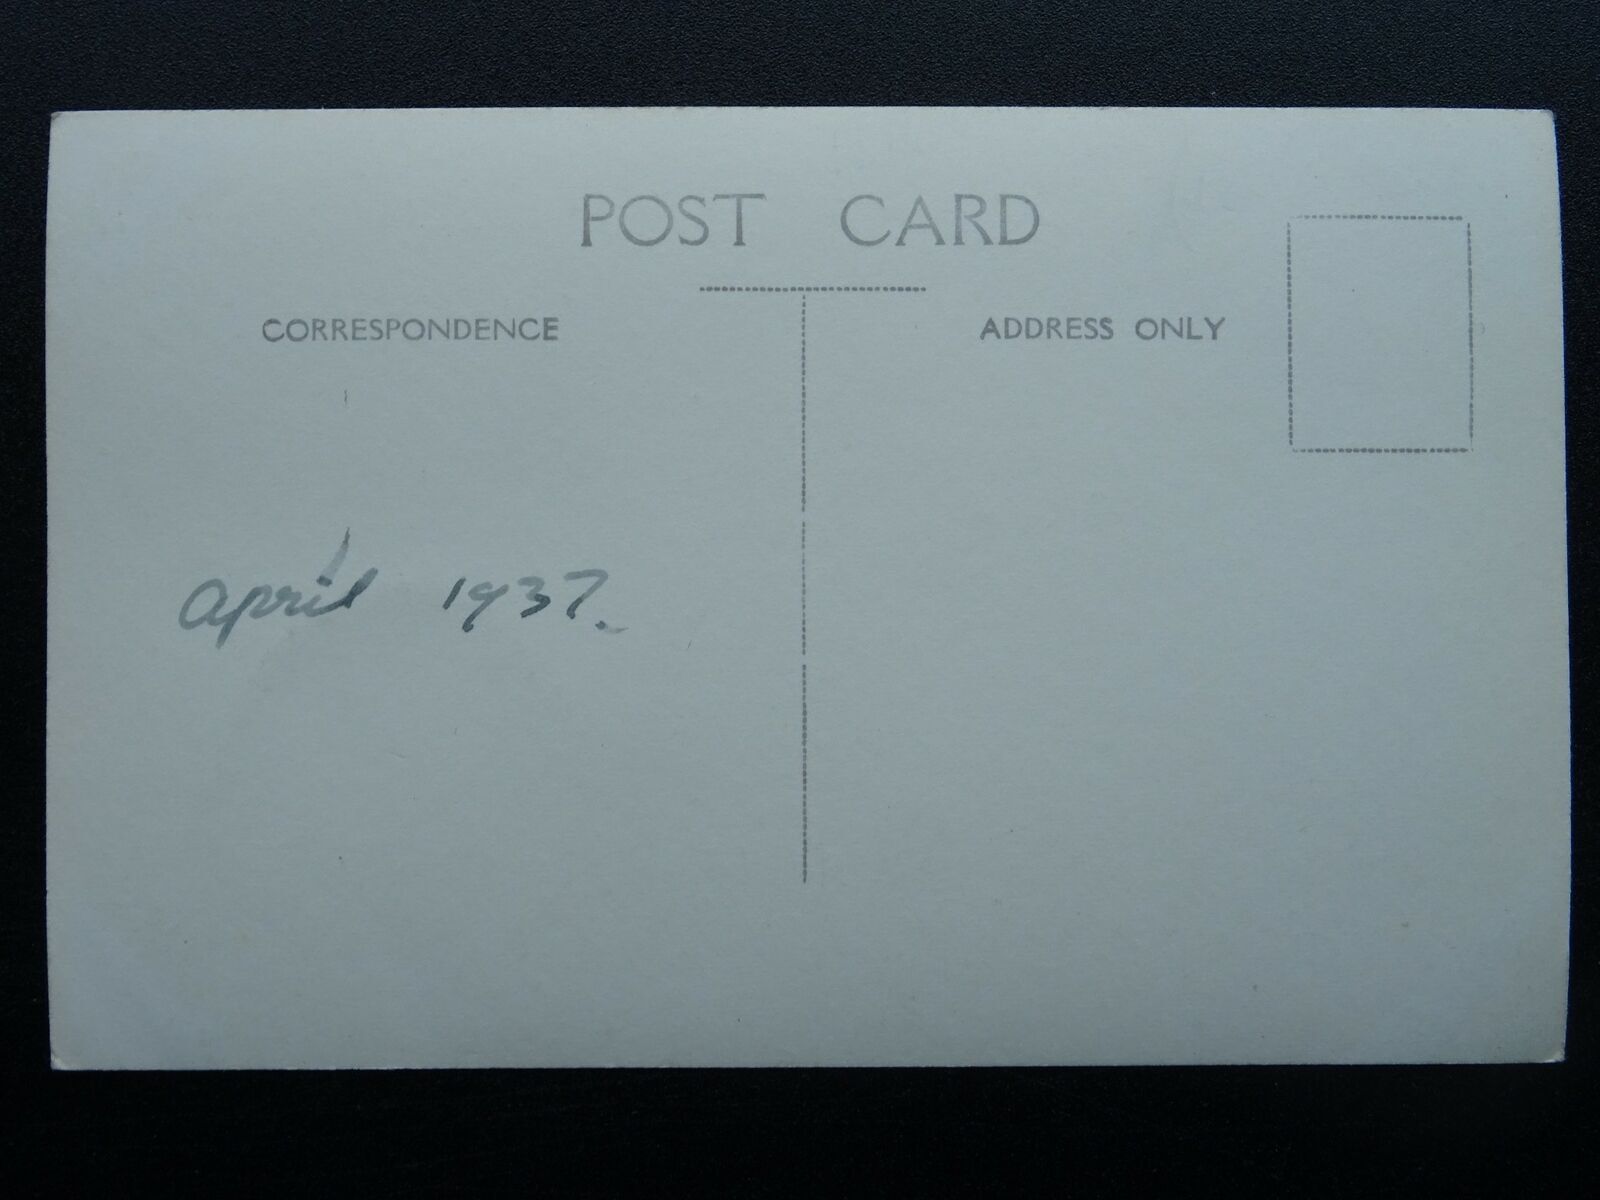 POST CARD
CORRESPONDENCE
ADDRESS ONLY
april 1937.